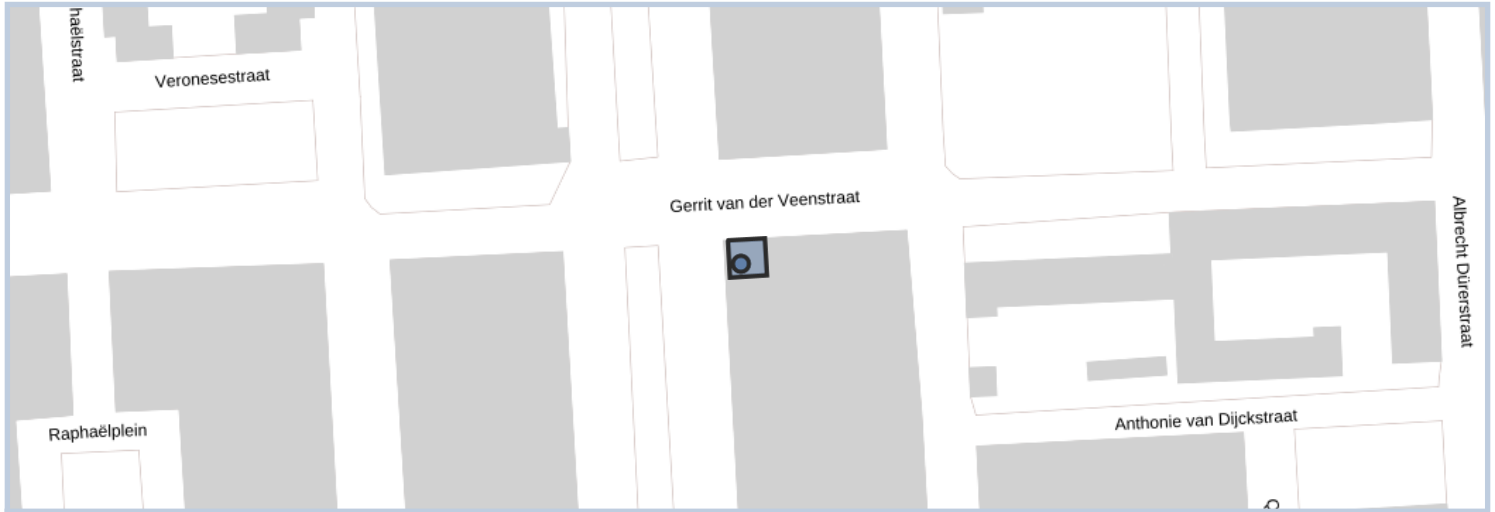 haëlstraat
Veronesestraat
Gerrit van der Veenstraat
Albrecht Dürerstraat
Anthonie van Dijckstraat
Raphaëlplein